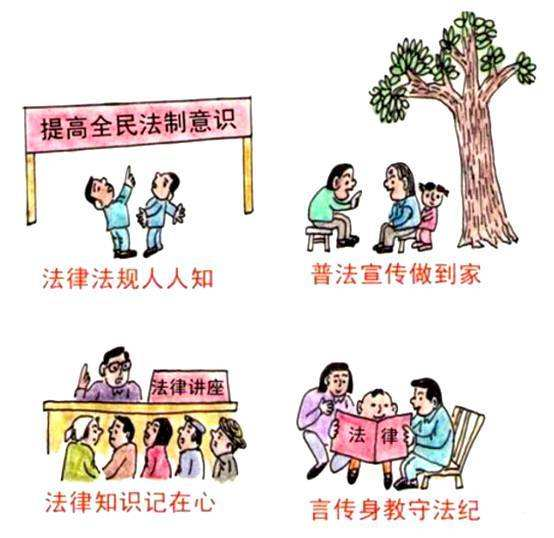 提高全民法制意识
法律法规人人知
普法宣传做到家
法律讲座
法律知识记在心
法律
言传身教守法纪